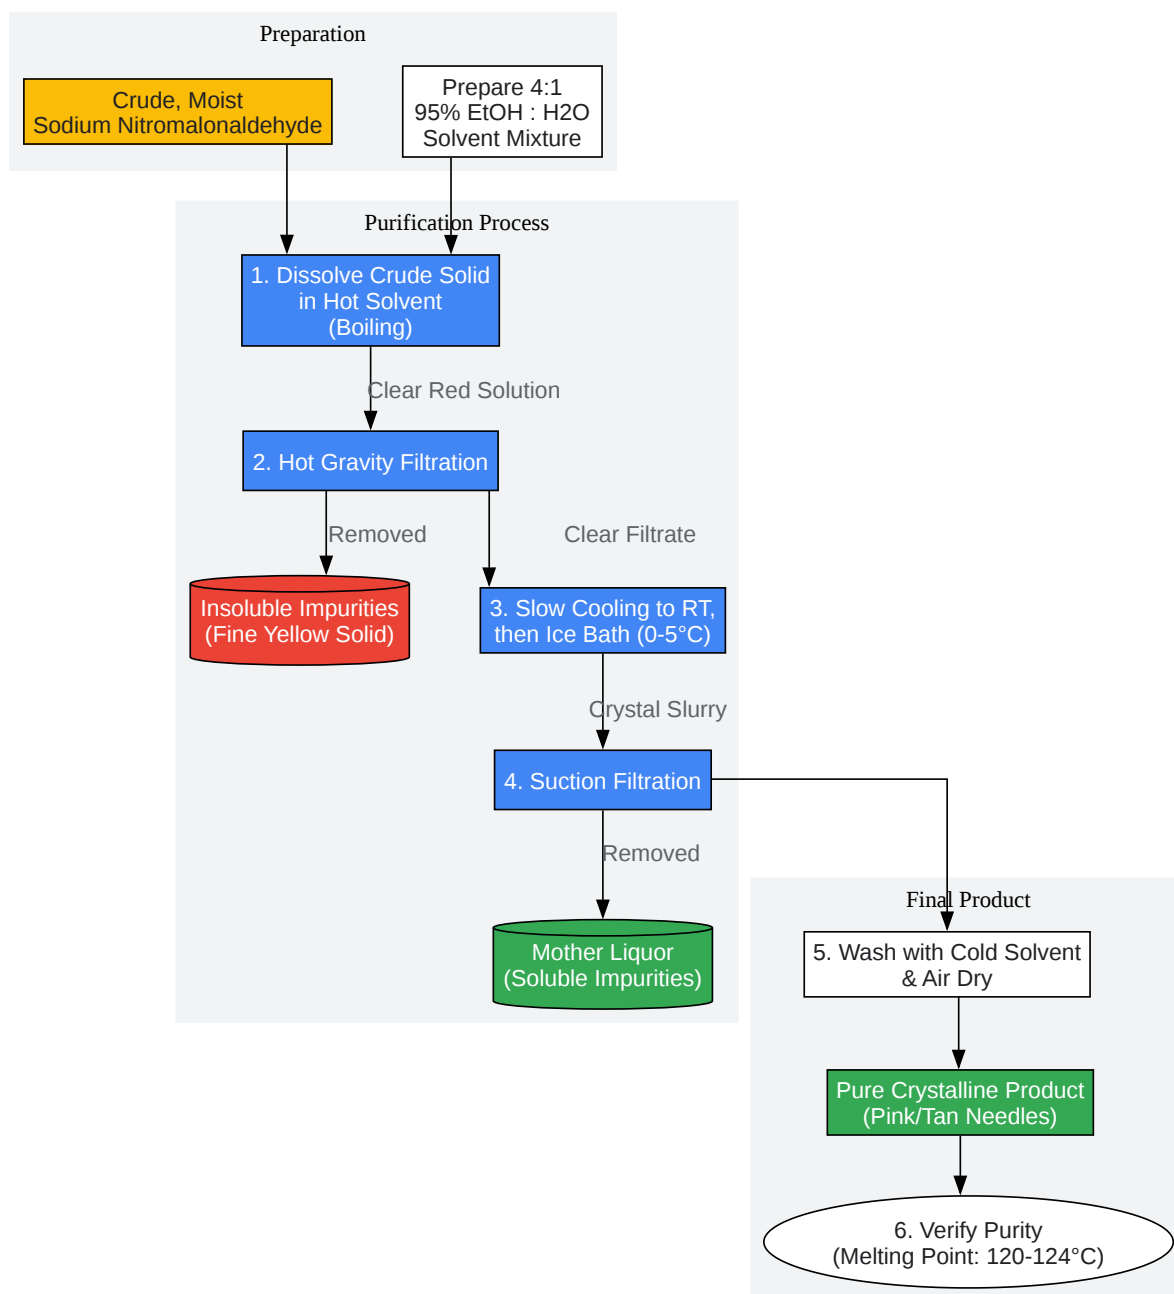 Preparation
Crude, Moist
Sodium Nitromalonaldehyde
Prepare 4:1
95% EtOH : H2O
Solvent Mixture
Purification Process
1. Dissolve Crude Solid
in Hot Solvent
(Boiling)
Clear Red Solution
2. Hot Gravity Filtration
Removed
Clear Filtrate
Insoluble Impurities
(Fine Yellow Solid)
3. Slow Cooling to RT,
then Ice Bath (0-5°C)
Crystal Slurry
4. Suction Filtration
Removed
Mother Liquor
(Soluble Impurities)
Final Product
5. Wash with Cold Solvent
& Air Dry
Pure Crystalline Product
(Pink/Tan Needles)
6. Verify Purity
(Melting Point: 120-124°C)